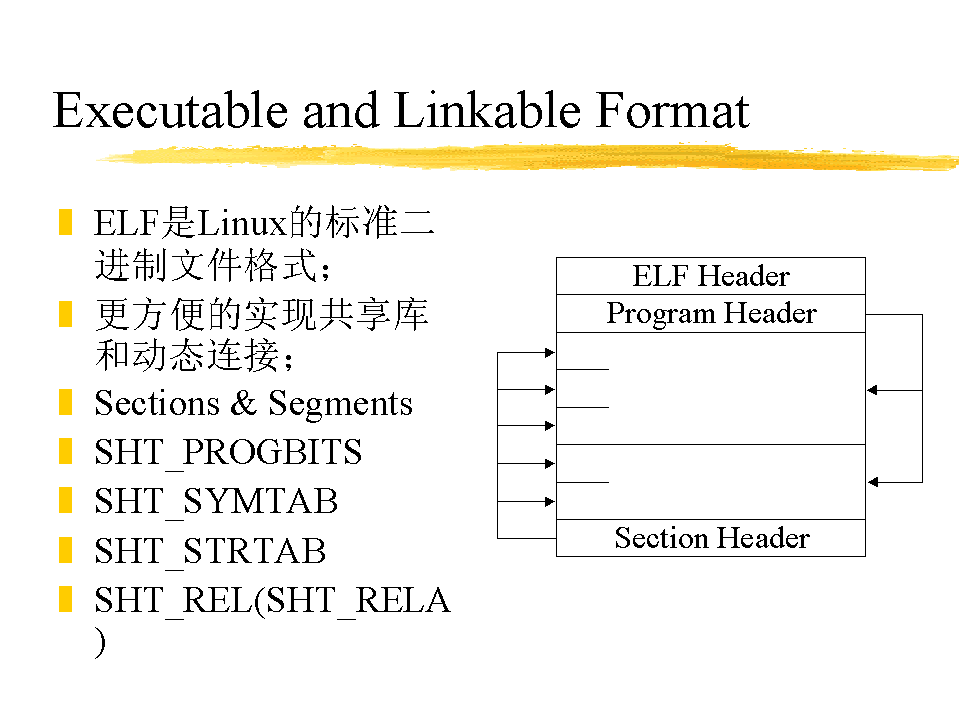 Executable and Linkable Format
ELF是Linux的标准二
进制文件格式；
更方便的实现共享库
和动态连接；
Sections & Segments
SHT_PROGBITS
SHT_SYMTAB
SHT_STRTAB
SHT_REL(SHT_RELA
)
ELF Header
Program Header
Section Header